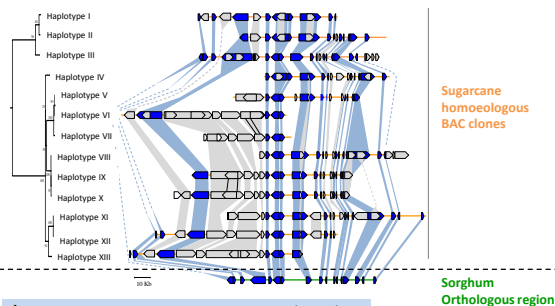 Haplotype I
Haplotype II
Haplotype III
Haplotype IV
Haplotype V
Haplotype VI
Haplotype VII
Haplotype VIII
Haplotype IX
Haplotype X
Haplotype XI
Haplotype XII
Haplotype XIII
Sugarcane
homoeologous
BAC clones
10 Kb
Sorghum
Orthologous region